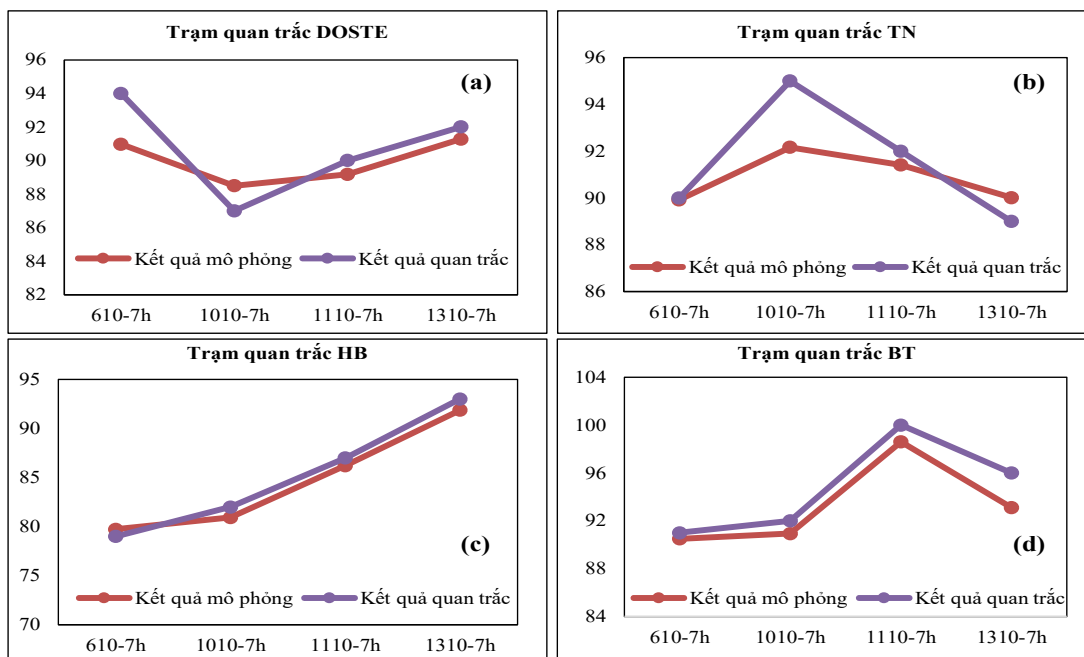 Trạm quan trắc DOSTE
(a)
96
94
92
90
88
86
84
82
Kết quả mô phỏng Kết quả quan trắc
610-7h 1010-7h 1110-7h 1310-7h
Trạm quan trắc TN
(b)
96
94
92
90
88
86
Kết quả mô phỏng Kết quả quan trắc
610-7h 1010-7h 1110-7h 1310-7h
Trạm quan trắc HB
95
90
85
80
75
70
(c)
Kết quả mô phỏng Kết quả quan trắc
610-7h 1010-7h 1110-7h 1310-7h
Trạm quan trắc BT
104
100
96
92
88
84
(d)
Kết quả mô phỏng Kết quả quan trắc
610-7h 1010-7h 1110-7h 1310-7h